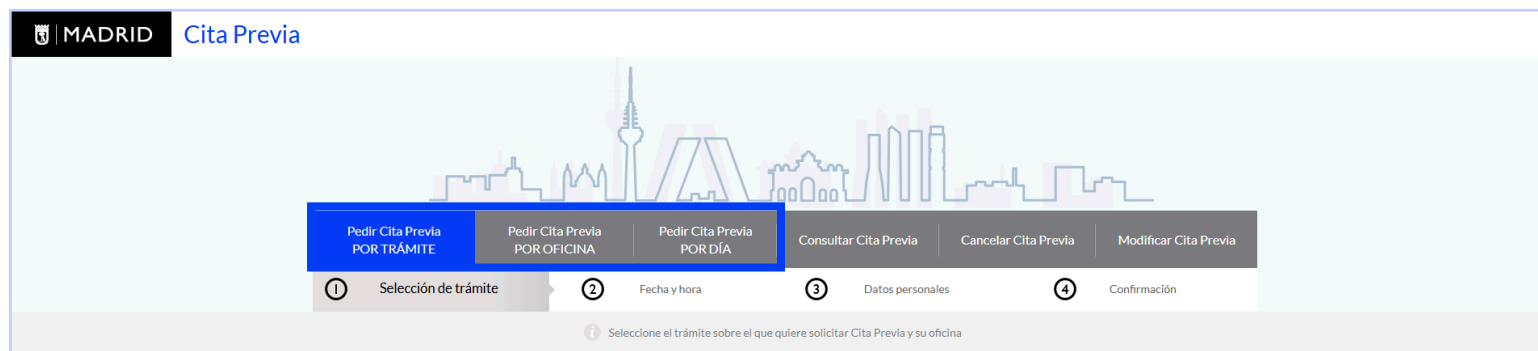 MADRID Cita Previa
Pedir Cita Previa
POR TRÁMITE
Pedir Cita Previa
POR OFICINA
Pedir Cita Previa
POR DÍA
Consultar Cita Previa
Cancelar Cita Previa
Modificar Cita Previa
1 Selección de trámite
2 Fecha y hora
3 Datos personales
4 Confirmación
i Seleccione el trámite sobre el que quiere solicitar Cita Previa y su oficina